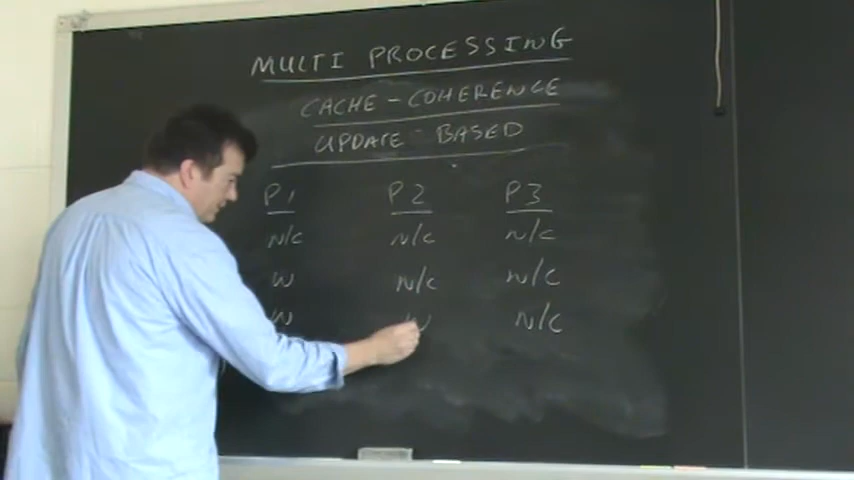 MULTI PROCESSING
CACHE - COHERENCE
UPDATE - BASED
P1 P2 P3
N/C N/C N/C
W N/C N/C
W W N/C